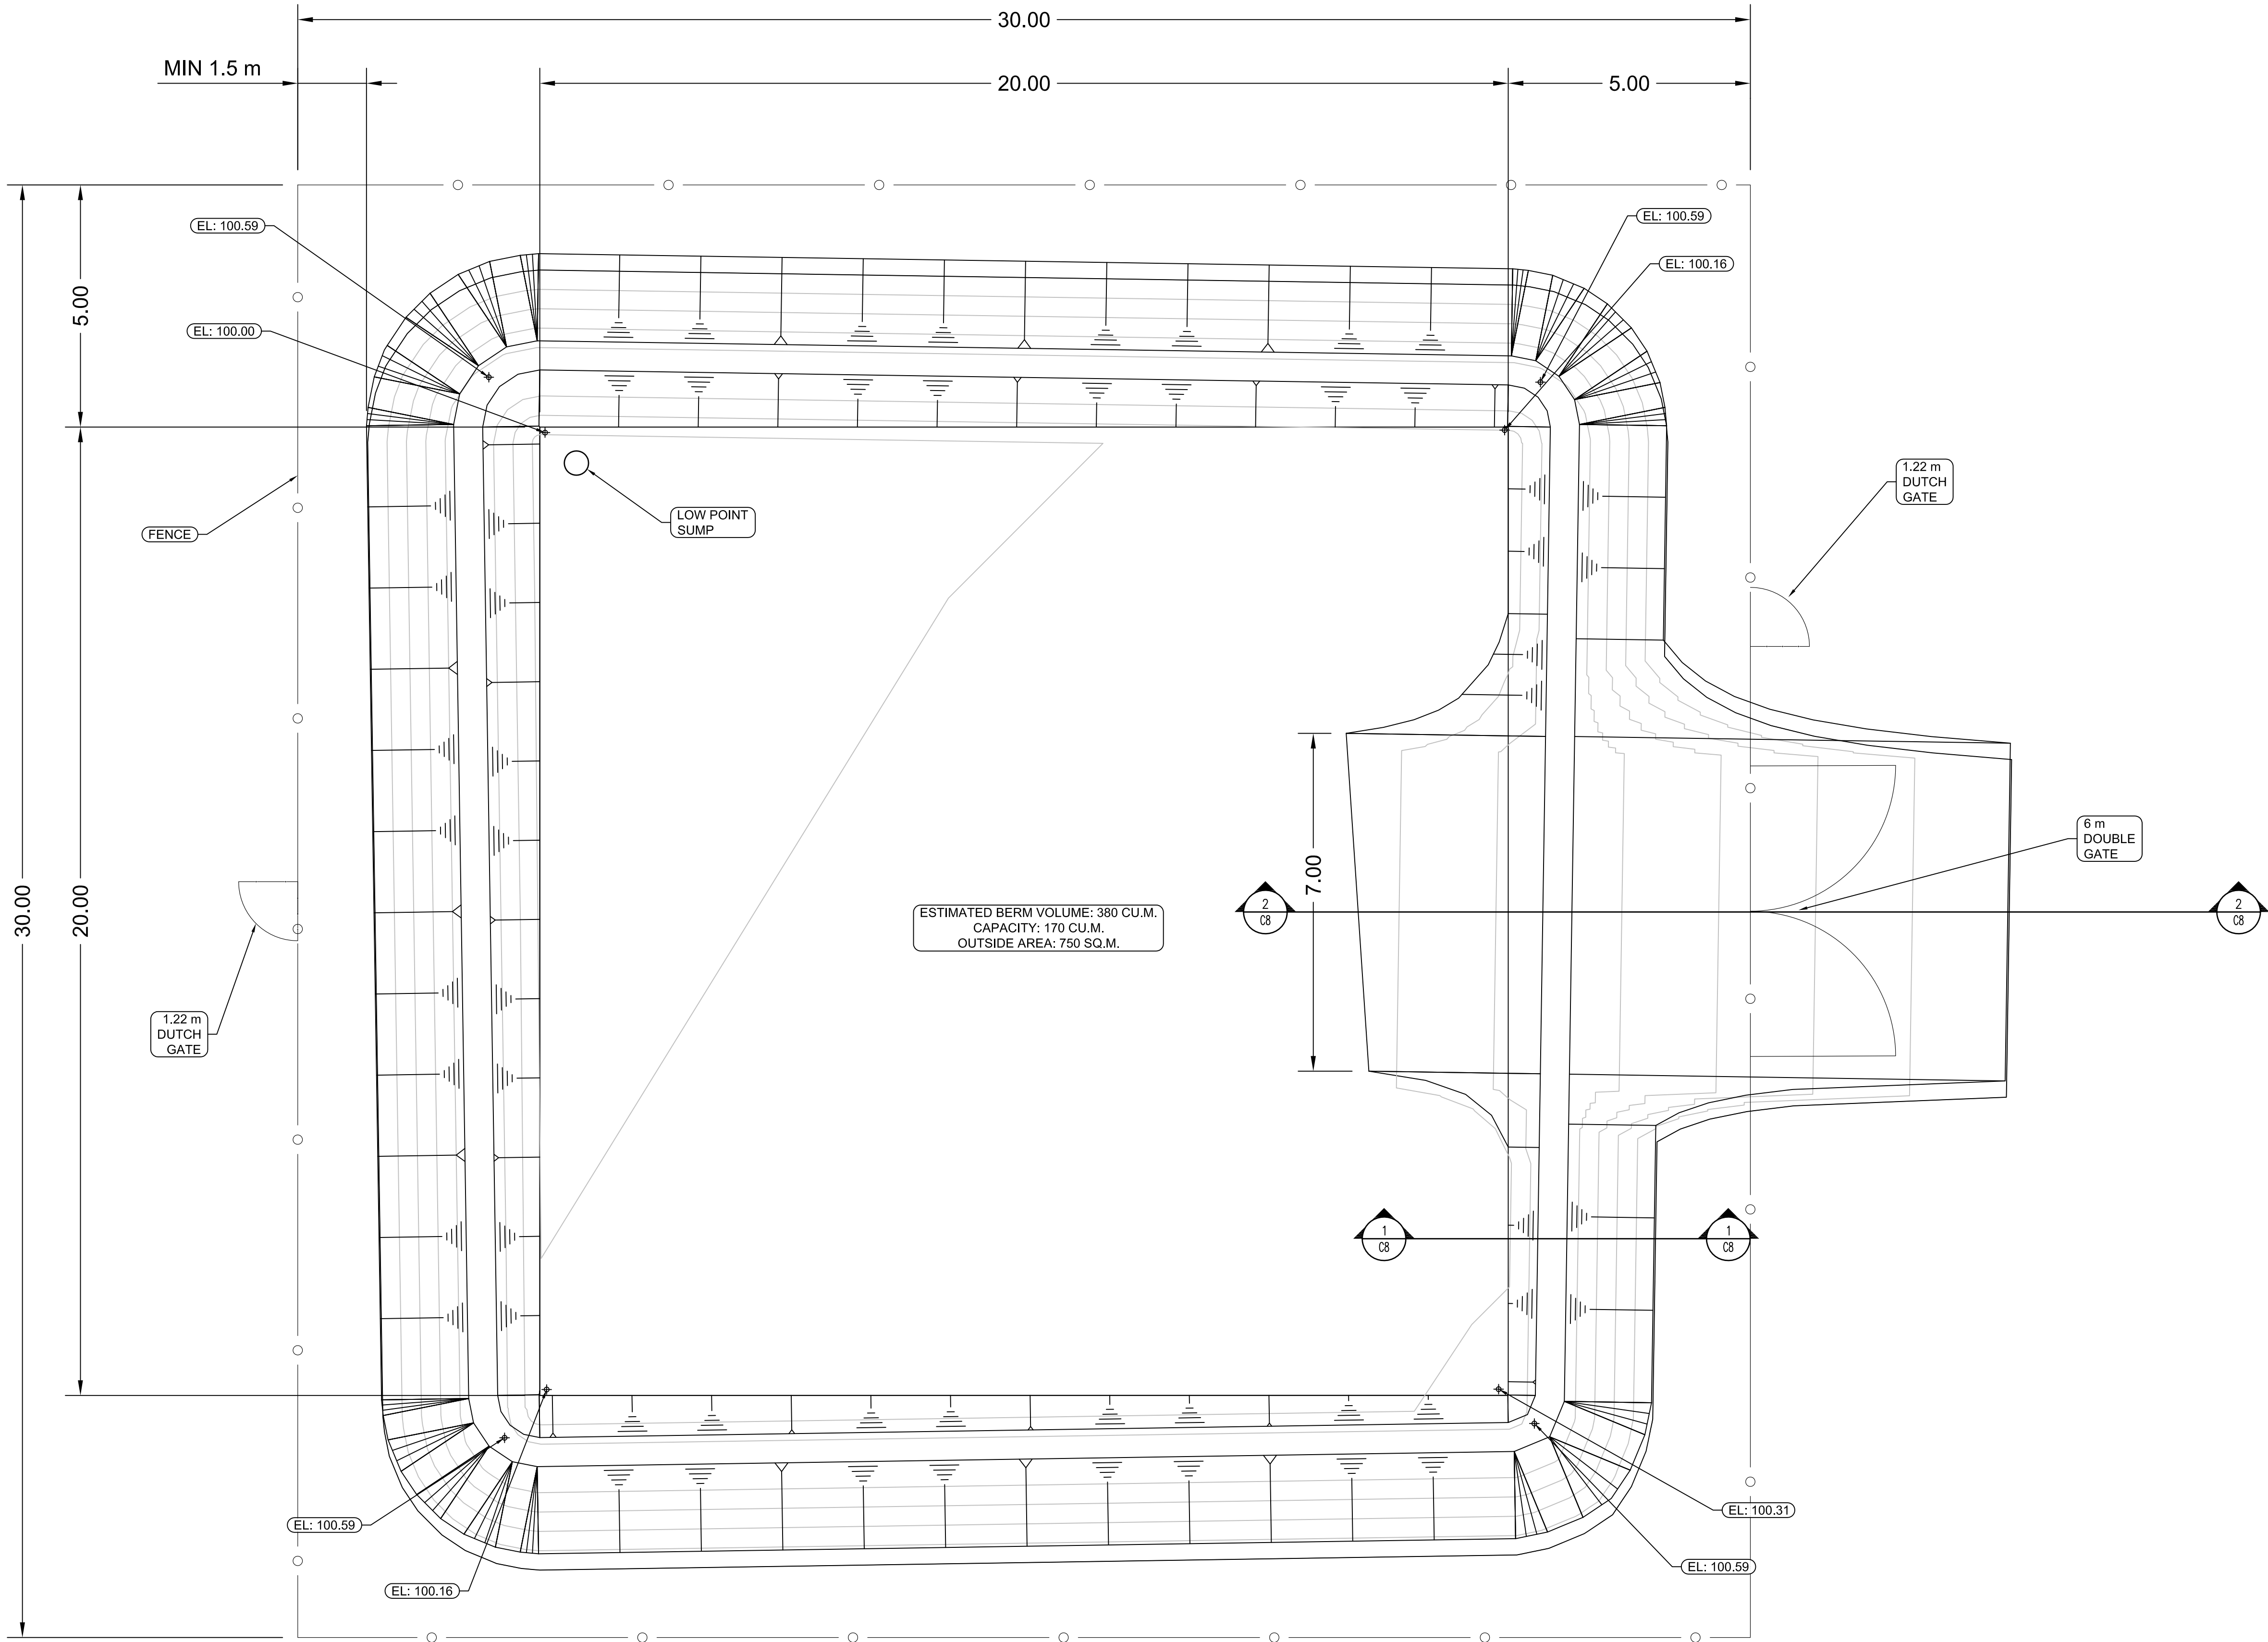 30.00
MIN 1.5 m
20.00
5.00
EL: 100.59
EL: 100.59
EL: 100.16
5.00
EL: 100.00
1.22 m
DUTCH
GATE
LOW POINT
SUMP
FENCE
6 m
DOUBLE
GATE
7.00
30.00
20.00
ESTIMATED BERM VOLUME: 380 CU.M.
CAPACITY: 170 CU.M.
OUTSIDE AREA: 750 SQ.M.
2
C8
2
C8
1.22 m
DUTCH
GATE
1
C8
1
C8
EL: 100.31
EL: 100.59
EL: 100.59
EL: 100.16